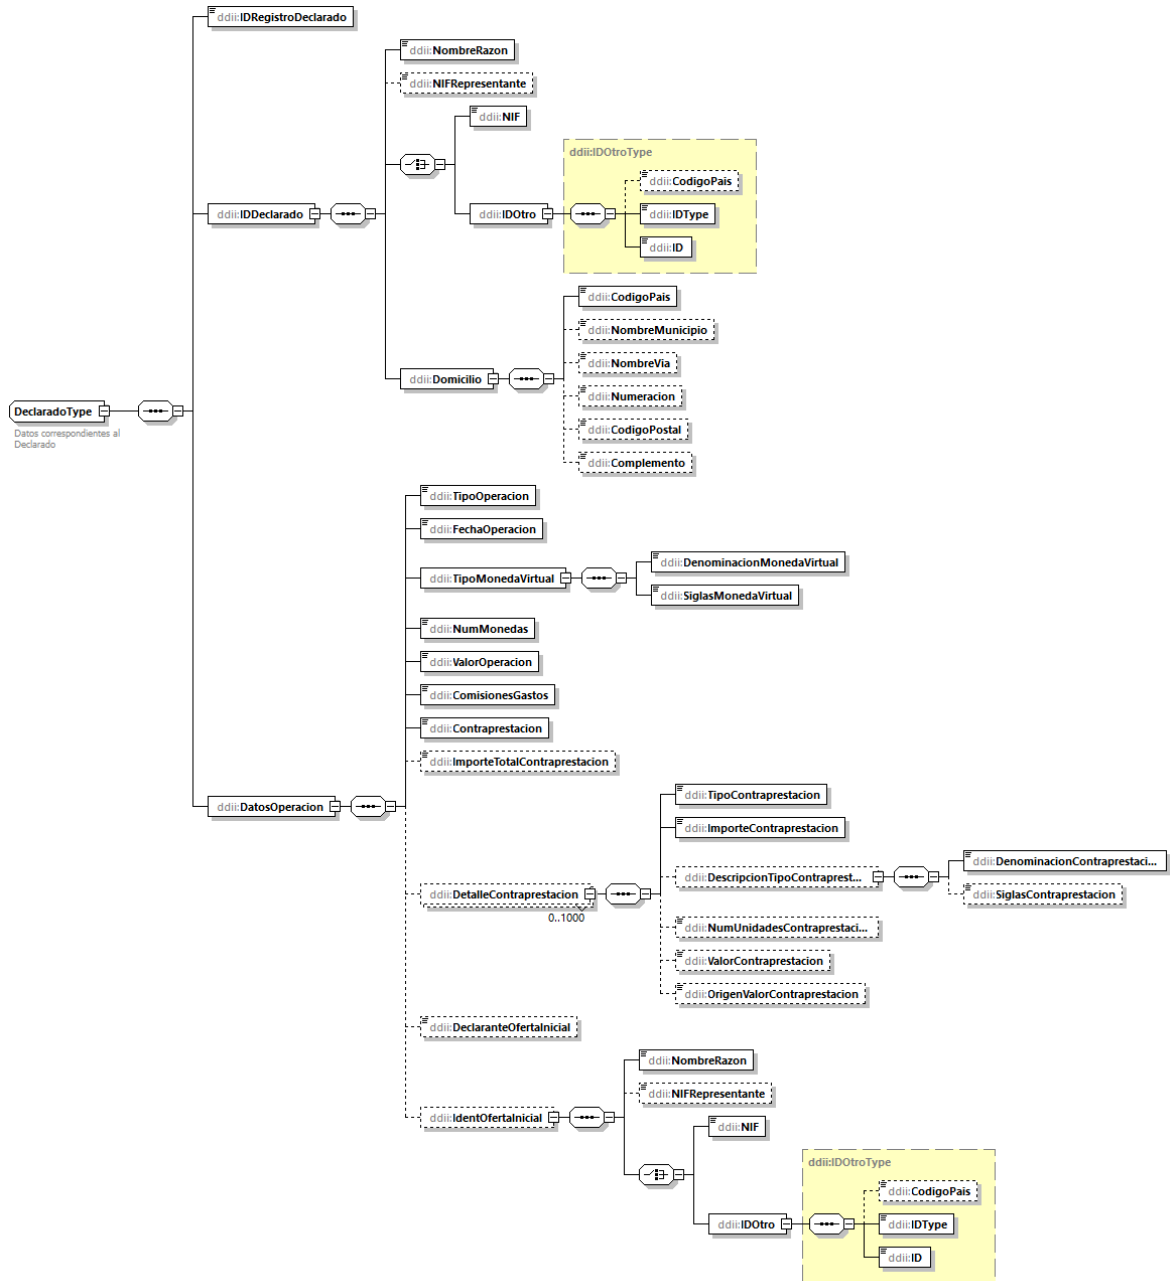 ddii:IDRegistroDeclarado
ddii:NombreRazon
ddii:NIFRepresentante
ddii:NIF
ddii:IDOtroType
ddii:CodigoPais
ddii:IDDeclarado
ddii:IDOtro
ddii:IDType
ddii:ID
ddii:CodigoPais
ddii:NombreMunicipio
ddii:NombreVia
ddii:Domicilio
ddii:Numeracion
DeclaradoType
Datos correspondientes al
Declarado
ddii:CodigoPostal
ddii:Complemento
ddii:TipoOperacion
ddii:FechaOperacion
ddii:TipoMonedaVirtual
ddii:DenominacionMonedaVirtual
ddii:SiglasMonedaVirtual
ddii:NumMonedas
ddii:ValorOperacion
ddii:ComisionesGastos
ddii:Contraprestacion
ddii:ImporteTotalContraprestacion
ddii:DatosOperacion
ddii:TipoContraprestacion
ddii:ImporteContraprestacion
ddii:DetalleContraprestacion
0..1000
ddii:DescripcionTipoContraprest...
ddii:DenominacionContraprestaci...
ddii:SiglasContraprestacion
ddii:NumUnidadesContraprestaci...
ddii:ValorContraprestacion
ddii:OrigenValorContraprestacion
ddii:DeclaranteOfertaInicial
ddii:NombreRazon
ddii:NIFRepresentante
ddii:IdentOfertaInicial
ddii:NIF
ddii:IDOtroType
ddii:CodigoPais
ddii:IDOtro
ddii:IDType
ddii:ID